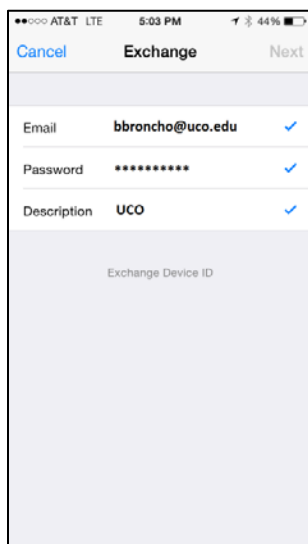 AT&T LTE 5:03 PM 44%
Cancel Exchange Next
Email bbroncho@uco.edu
Password **********
Description UCO
Exchange Device ID